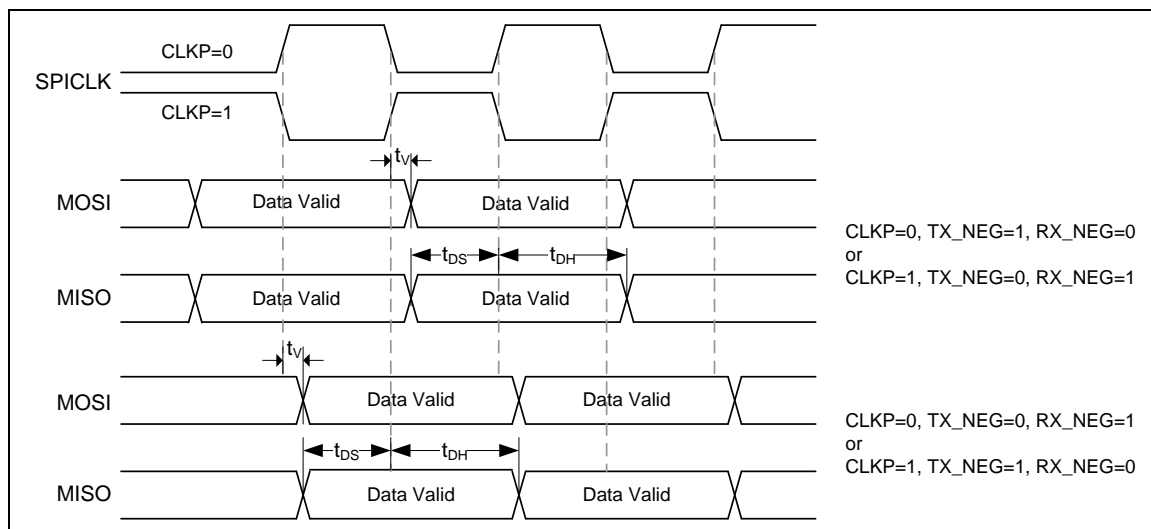 CLKP=0
SPICLK
CLKP=1
tV
MOSI
Data Valid
Data Valid
CLKP=0, TX_NEG=1, RX_NEG=0
or
CLKP=1, TX_NEG=0, RX_NEG=1
tDS
tDH
MISO
Data Valid
Data Valid
tV
MOSI
Data Valid
Data Valid
CLKP=0, TX_NEG=0, RX_NEG=1
or
CLKP=1, TX_NEG=1, RX_NEG=0
tDS
tDH
MISO
Data Valid
Data Valid